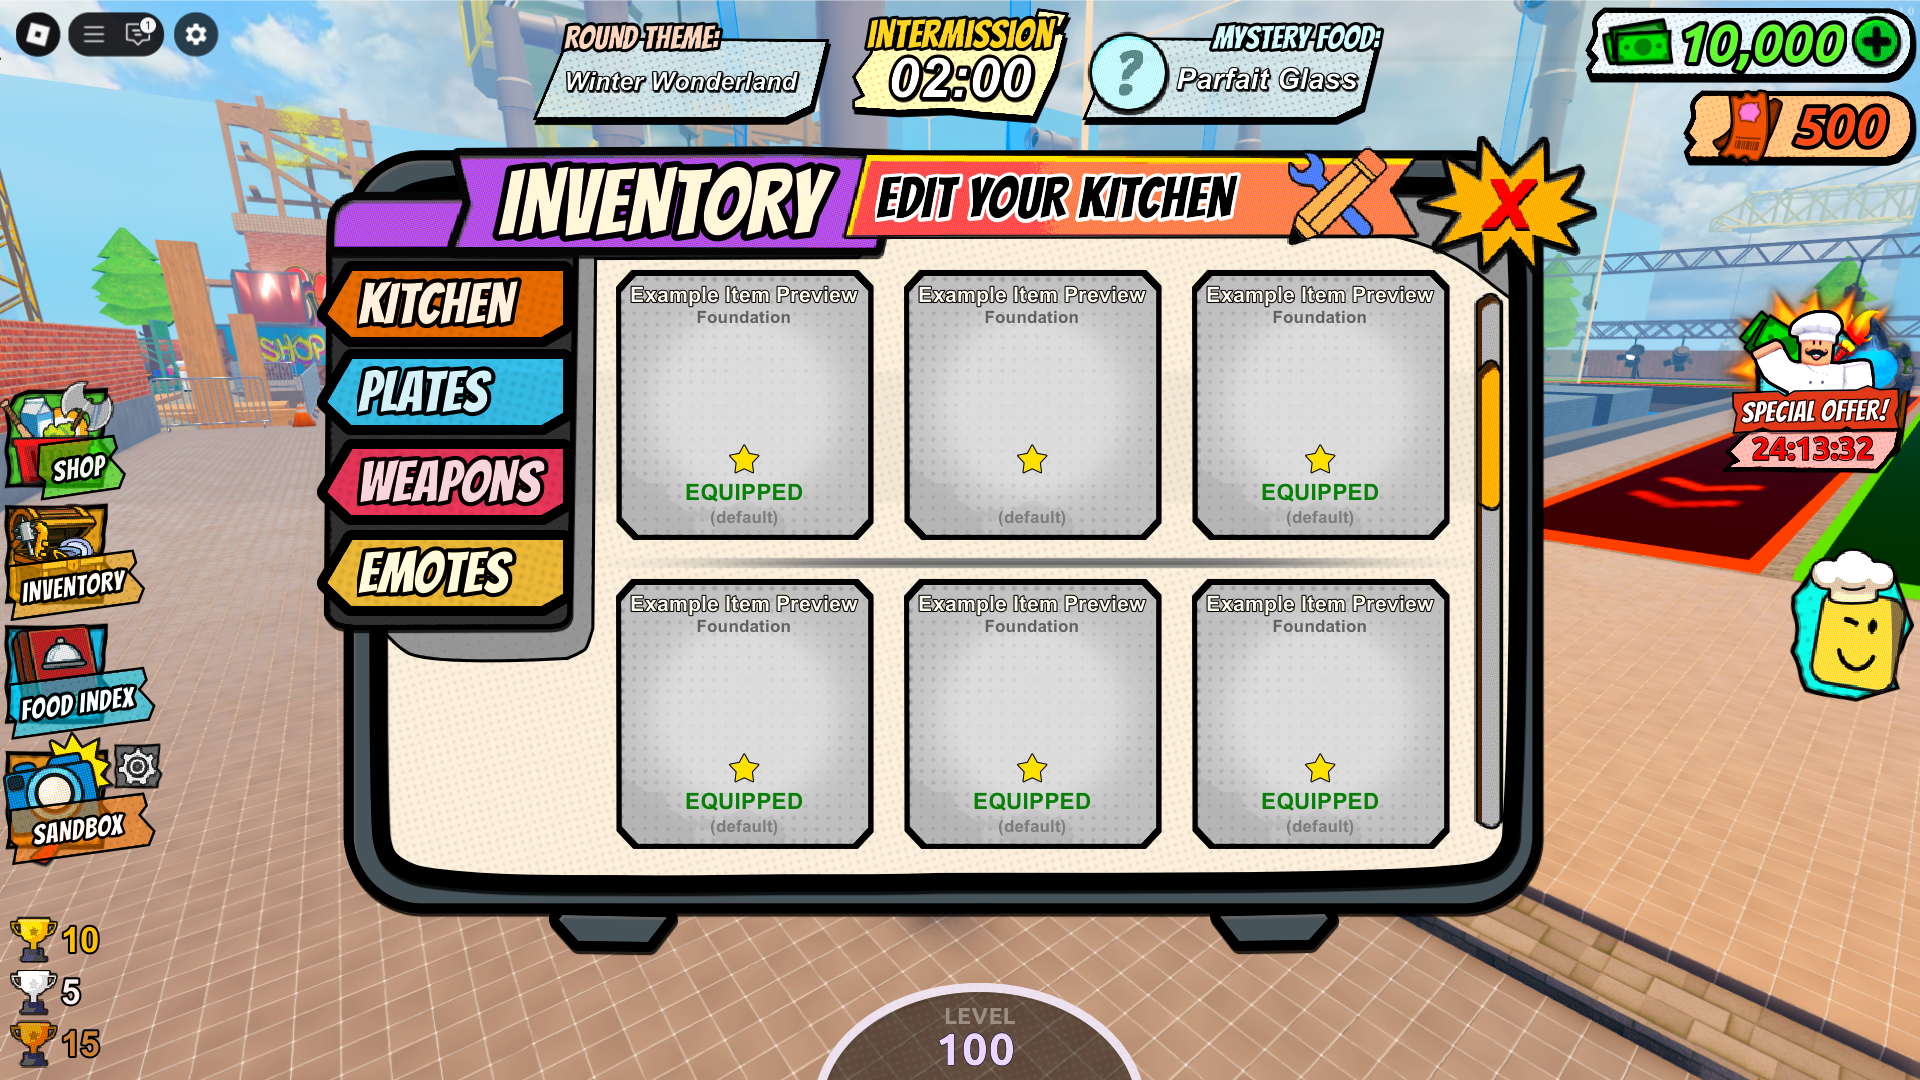 1
ROUND THEME:
Winter Wonderland
INTERMISSION
02:00
MYSTERY FOOD:
?
Parfait Glass
10,000
500
INVENTORY
EDIT YOUR KITCHEN
X
KITCHEN
PLATES
WEAPONS
EMOTES
Example Item Preview
Foundation
EQUIPPED
(default)
Example Item Preview
Foundation
(default)
Example Item Preview
Foundation
EQUIPPED
(default)
Example Item Preview
Foundation
EQUIPPED
(default)
Example Item Preview
Foundation
EQUIPPED
(default)
Example Item Preview
Foundation
EQUIPPED
(default)
SHOP
SHOP
INVENTORY
FOOD INDEX
SANDBOX
SPECIAL OFFER!
24:13:32
10
5
15
LEVEL
100